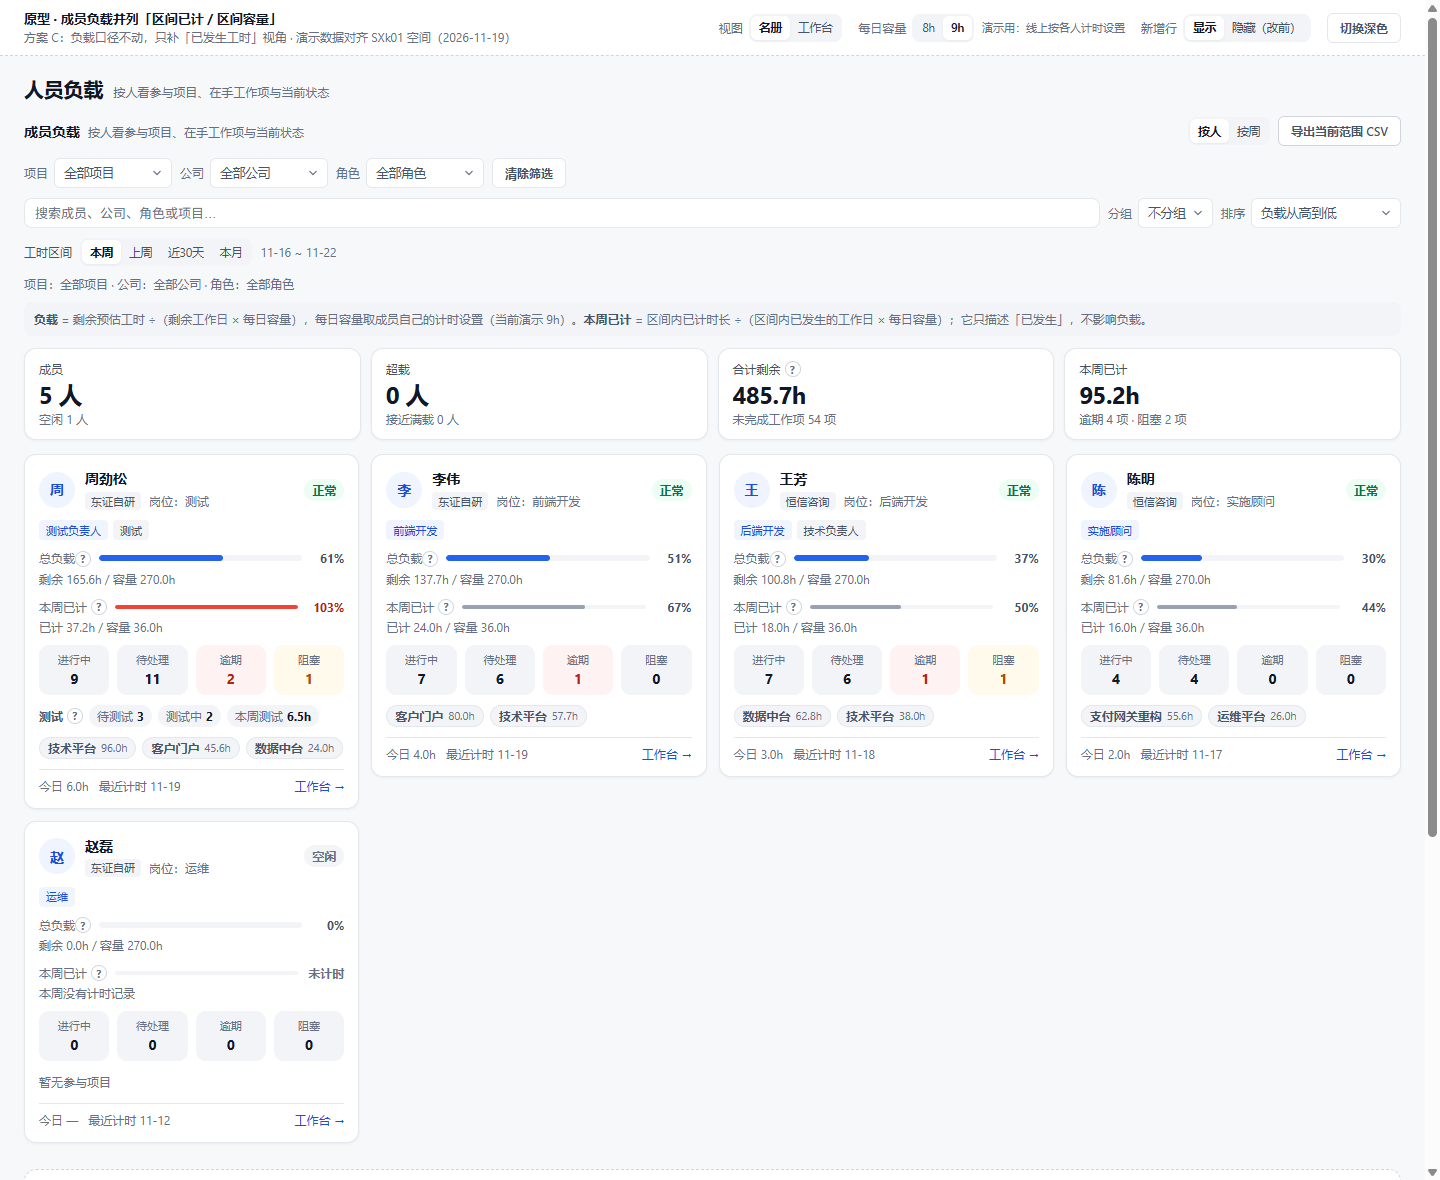 原型 · 成员负载并列「区间已计 / 区间容量」
方案 C：负载口径不动，只补「已发生工时」视角 · 演示数据对齐 SXk01 空间（2026-11-19）
视图 名册 工作台 每日容量 8h 9h 演示用：线上按各人计时设置 新增行 显示 隐藏（改前） 切换深色
人员负载 按人看参与项目、在手工作项与当前状态
成员负载 按人看参与项目、在手工作项与当前状态
按人 按周 导出当前范围 CSV
项目 全部项目 公司 全部公司 角色 全部角色 清除筛选
搜索成员、公司、角色或项目... 分组 不分组 排序 负载从高到低
工时区间 本周 上周 近30天 本月 11-16 ~ 11-22
项目：全部项目 · 公司：全部公司 · 角色：全部角色
负载 = 剩余预估工时 ÷（剩余工作日 × 每日容量），每日容量取成员自己的计时设置（当前演示 9h）。本周已计 = 区间内已计时长 ÷（区间内已发生的工作日 × 每日容量）；它只描述「已发生」，不影响负载。
成员
5 人
空闲 1 人
超载
0 人
接近满载 0 人
合计剩余 ?
485.7h
未完成工作项 54 项
本周已计
95.2h
逾期 4 项 · 阻塞 2 项
周
周劲松
东证自研 岗位：测试
正常
测试负责人 测试
总负载 ? 61%
剩余 165.6h / 容量 270.0h
本周已计 ? 103%
已计 37.2h / 容量 36.0h
进行中 待处理 逾期 阻塞
9 11 2 1
测试 ? 待测试 3 测试中 2 本周测试 6.5h
技术平台 96.0h 客户门户 45.6h 数据中台 24.0h
今日 6.0h 最近计时 11-19 工作台 →
李
李伟
东证自研 岗位：前端开发
正常
前端开发
总负载 ? 51%
剩余 137.7h / 容量 270.0h
本周已计 ? 67%
已计 24.0h / 容量 36.0h
进行中 待处理 逾期 阻塞
7 6 1 0
客户门户 80.0h 技术平台 57.7h
今日 4.0h 最近计时 11-19 工作台 →
王
王芳
恒信咨询 岗位：后端开发
正常
后端开发 技术负责人
总负载 ? 37%
剩余 100.8h / 容量 270.0h
本周已计 ? 50%
已计 18.0h / 容量 36.0h
进行中 待处理 逾期 阻塞
7 6 1 1
数据中台 62.8h 技术平台 38.0h
今日 3.0h 最近计时 11-18 工作台 →
陈
陈明
恒信咨询 岗位：实施顾问
正常
实施顾问
总负载 ? 30%
剩余 81.6h / 容量 270.0h
本周已计 ? 44%
已计 16.0h / 容量 36.0h
进行中 待处理 逾期 阻塞
4 4 0 0
支付网关重构 55.6h 运维平台 26.0h
今日 2.0h 最近计时 11-17 工作台 →
赵
赵磊
东证自研 岗位：运维
空闲
运维
总负载 ? 0%
剩余 0.0h / 容量 270.0h
本周已计 ? 未计时
本周没有计时记录
进行中 待处理 逾期 阻塞
0 0 0 0
暂无参与项目
今日 — 最近计时 11-12 工作台 →